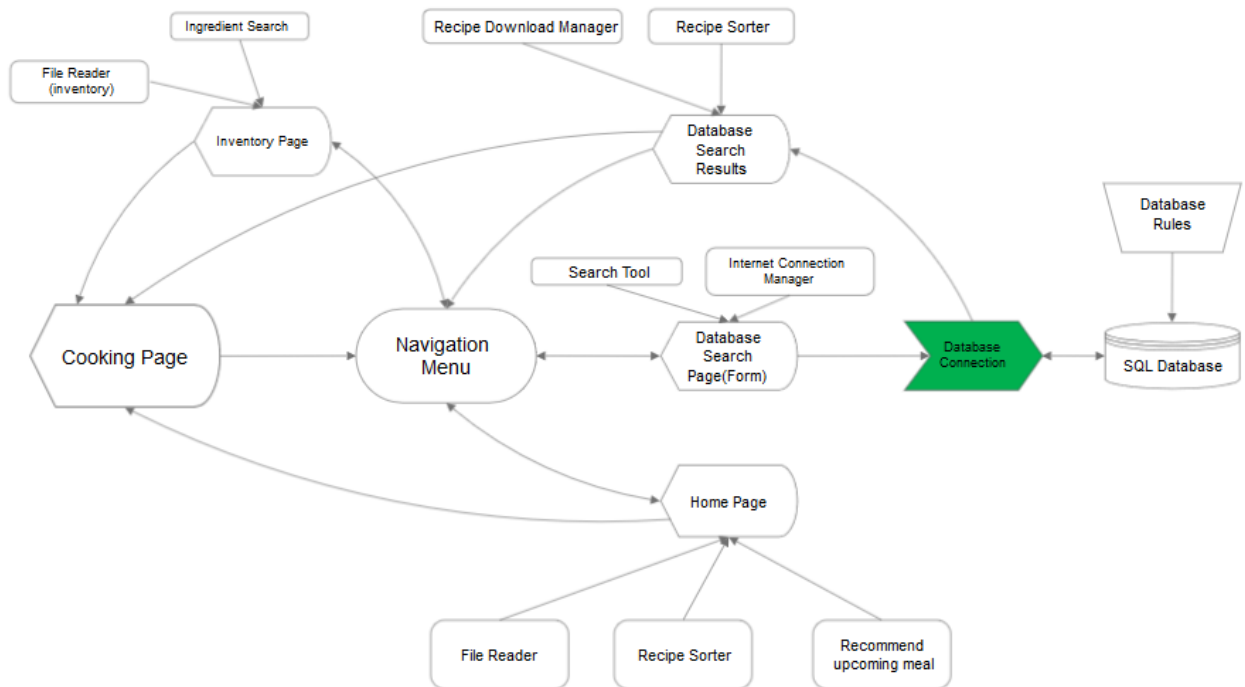 Ingredient Search
Recipe Download Manager
Recipe Sorter
File Reader
(inventory)
Inventory Page
Database
Search
Results
Database
Rules
Search Tool
Internet Connection
Manager
Cooking Page
Navigation
Menu
Database
Search
Page(Form)
Database
Connection
SQL Database
Home Page
File Reader
Recipe Sorter
Recommend
upcoming meal